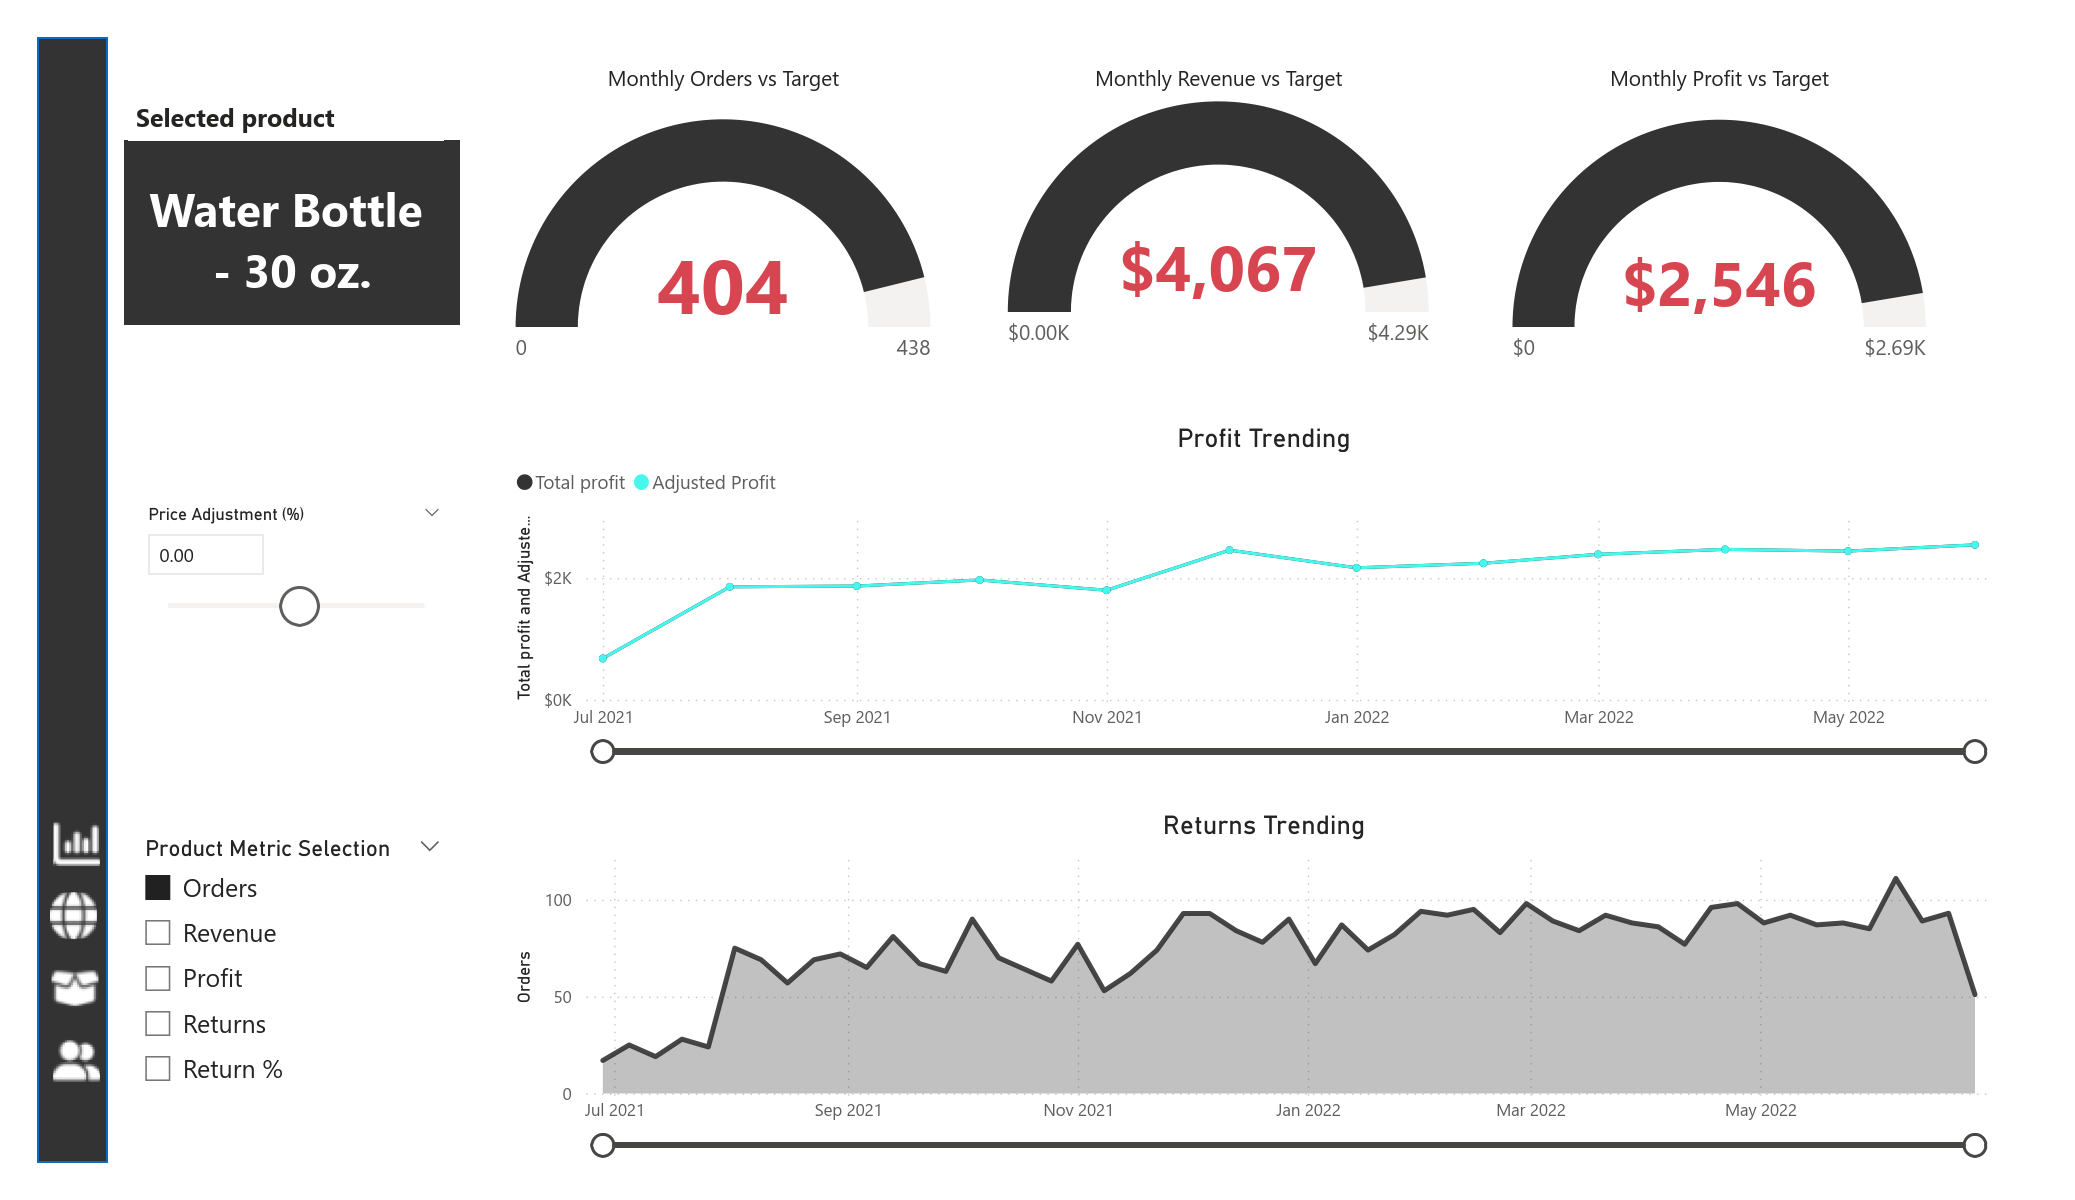 Selected product
Water Bottle
- 30 oz.
Monthly Orders vs Target
404
0
438
Monthly Revenue vs Target
$4,067
$0.00K
$4.29K
Monthly Profit vs Target
$2,546
$0
$2.69K
Price Adjustment (%)
0.00
Profit Trending
Total profit
Adjusted Profit
Total profit and Adjuste...
$2K
$0K
Jul 2021
Sep 2021
Nov 2021
Jan 2022
Mar 2022
May 2022
Product Metric Selection
Orders
Revenue
Profit
Returns
Return %
Returns Trending
Orders
100
50
0
Jul 2021
Sep 2021
Nov 2021
Jan 2022
Mar 2022
May 2022